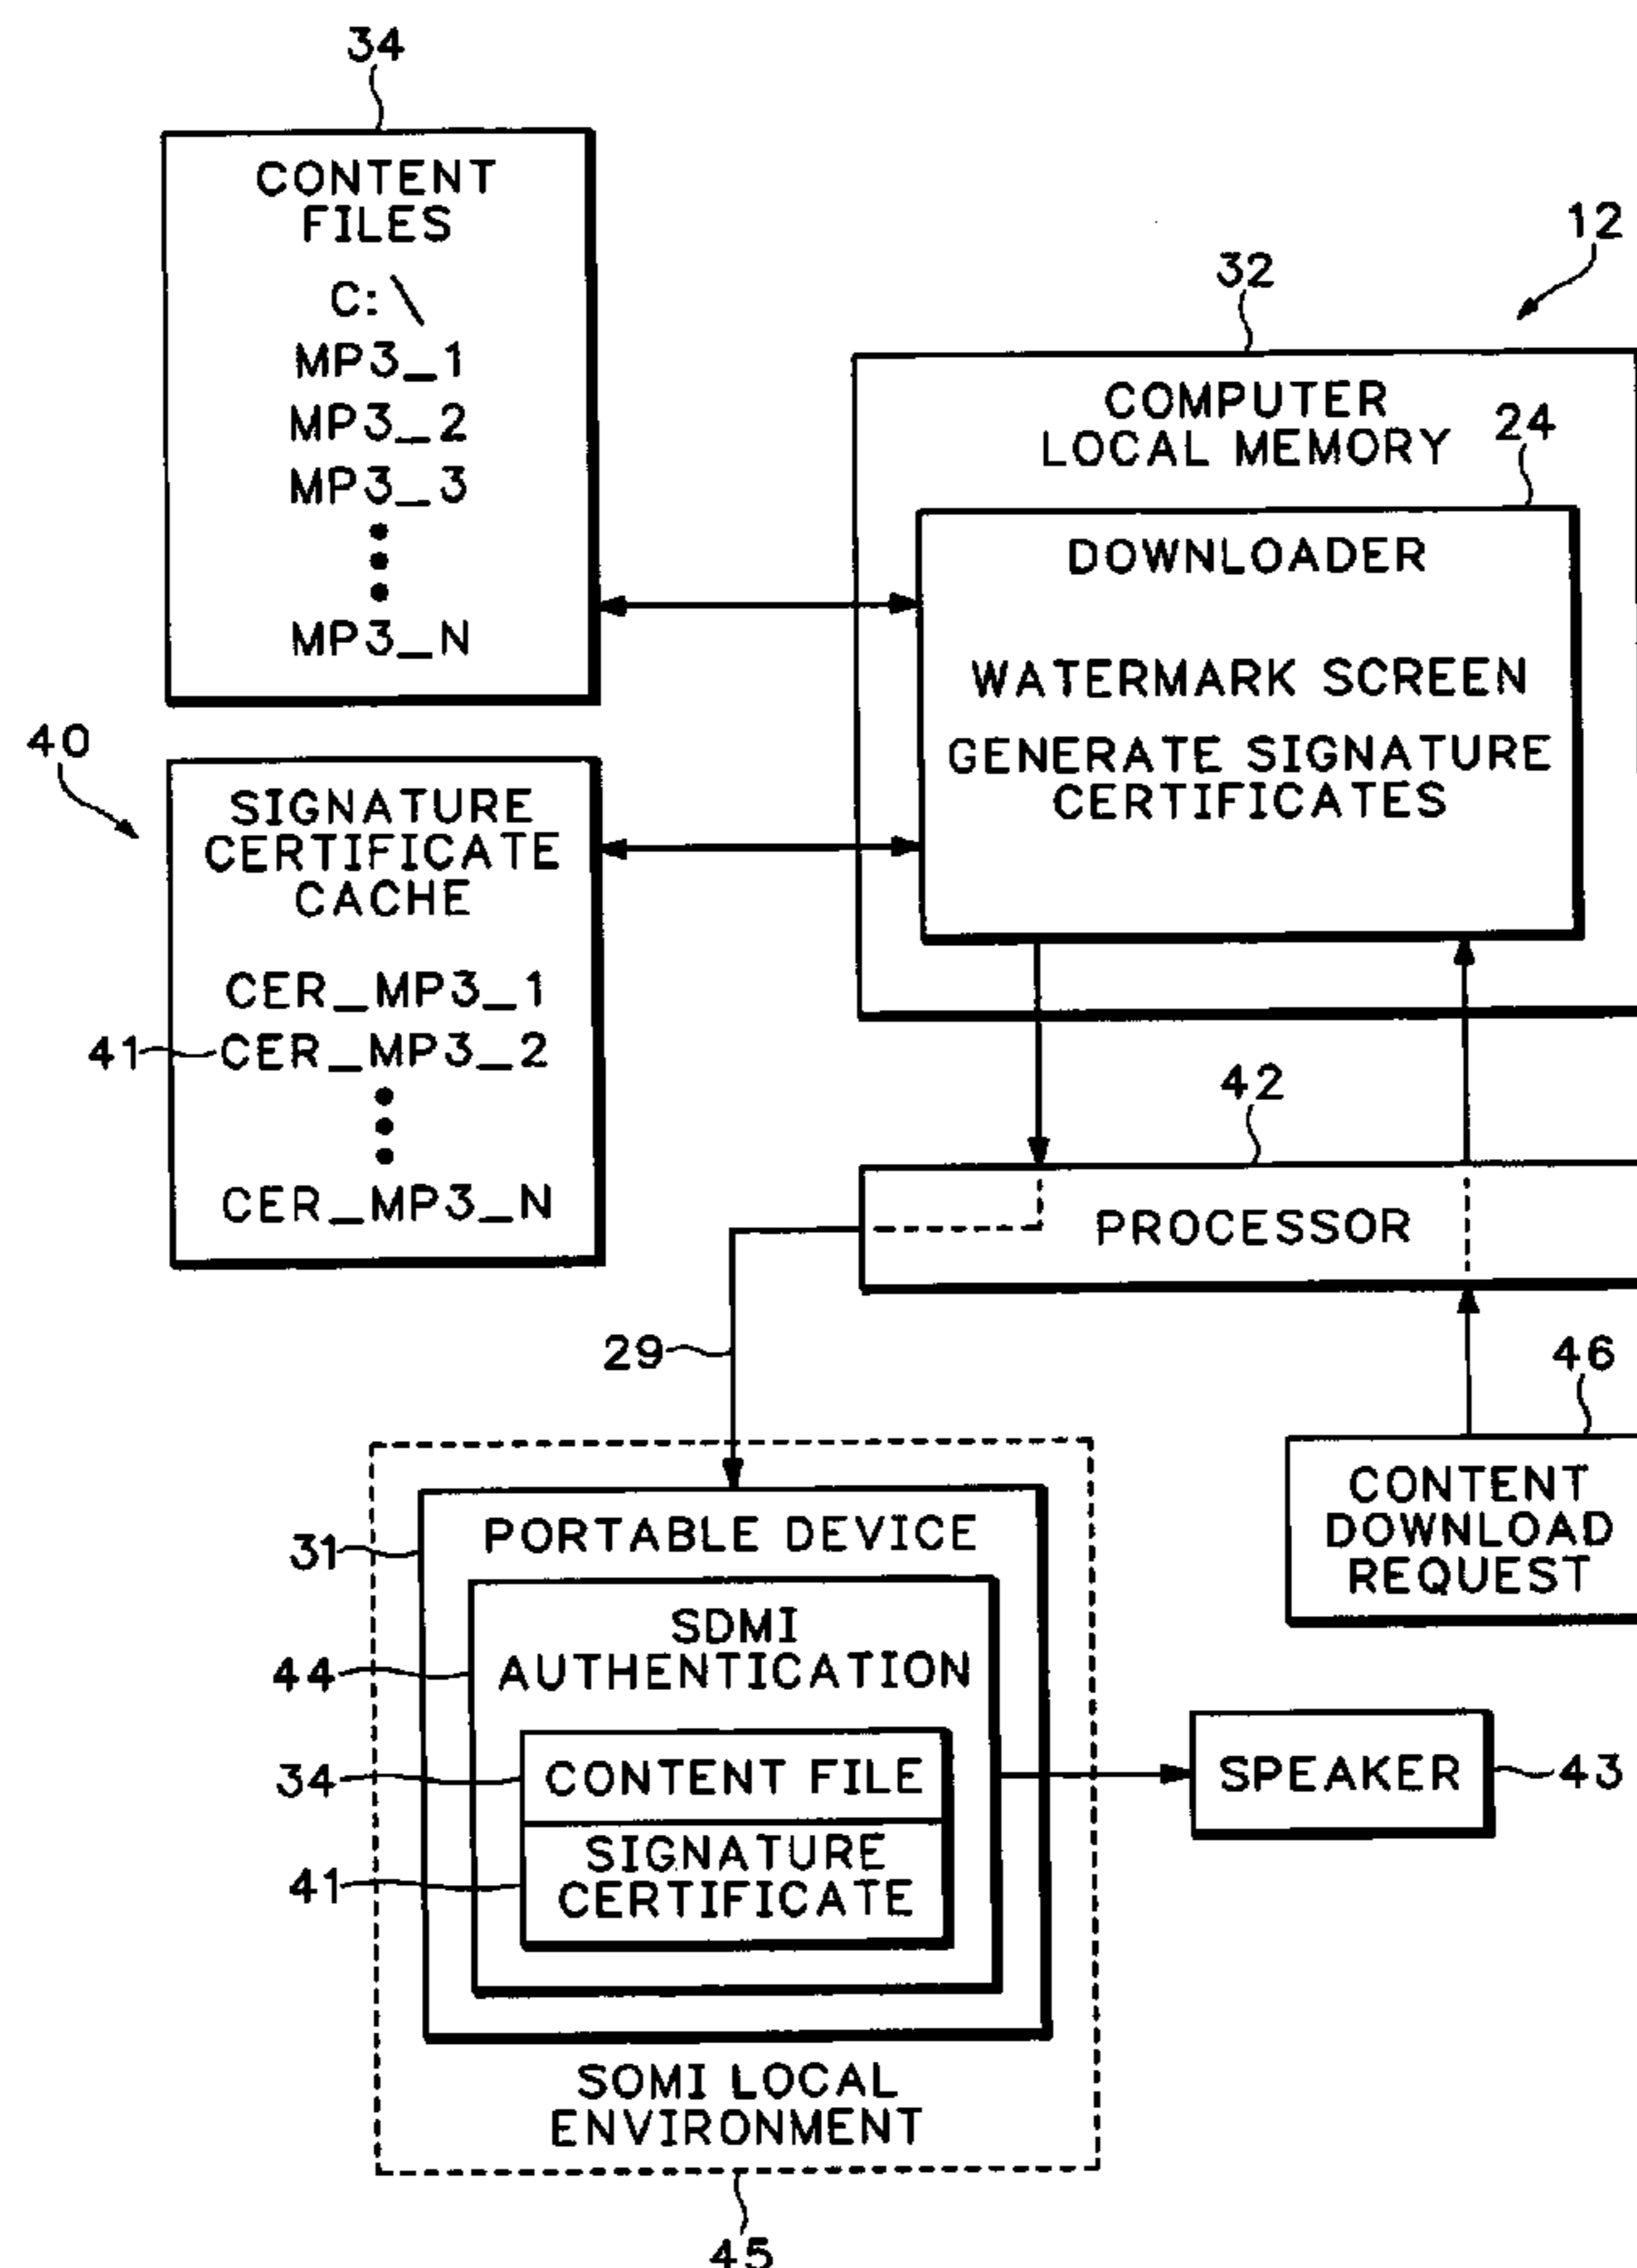 34
CONTENT
FILES
C:\
MP3_1
MP3_2
MP3_3
MP3_N
12
32
COMPUTER
LOCAL MEMORY
24
DOWNLOADER
WATERMARK SCREEN
GENERATE SIGNATURE
CERTIFICATES
40
SIGNATURE
CERTIFICATE
CACHE
CER_MP3_1
41
CER_MP3_2
CER_MP3_N
42
PROCESSOR
29
46
CONTENT
DOWNLOAD
REQUEST
31
PORTABLE DEVICE
44
SDMI
AUTHENTICATION
34
CONTENT FILE
41
SIGNATURE
CERTIFICATE
SPEAKER
43
SOMI LOCAL
ENVIRONMENT
45